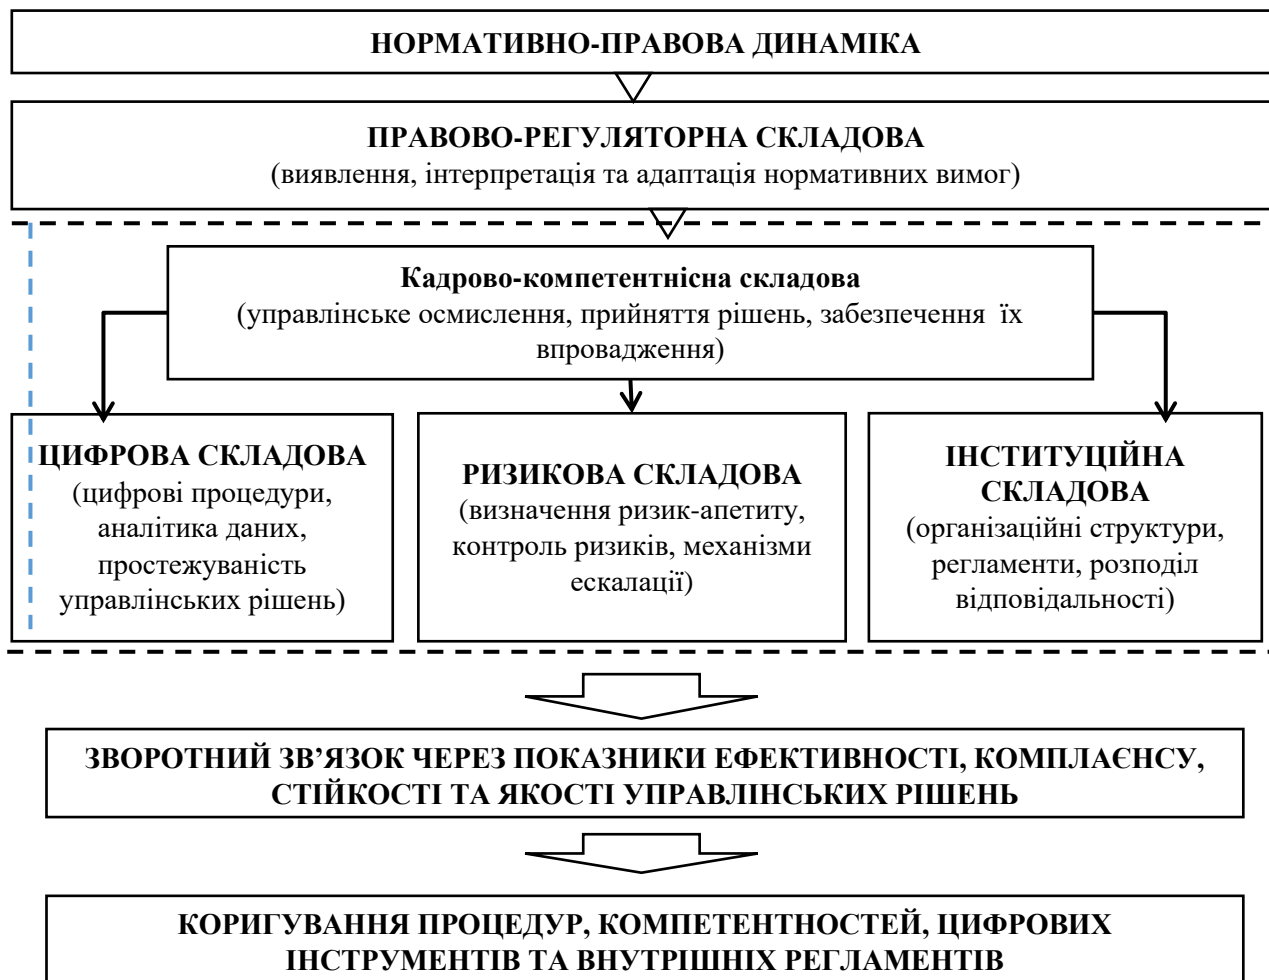 НОРМАТИВНО-ПРАВОВА ДИНАМІКА
ПРАВОВО-РЕГУЛЯТОРНА СКЛАДОВА
(виявлення, інтерпретація та адаптація нормативних вимог)
Кадрово-компетентнісна складова
(управлінське осмислення, прийняття рішень, забезпечення їх
впровадження)
ЦИФРОВА СКЛАДОВА
(цифрові процедури,
аналітика даних,
простежуваність
управлінських рішень)
РИЗИКОВА СКЛАДОВА
(визначення ризик-апетиту,
контроль ризиків, механізми
ескалації)
ІНСТИТУЦІЙНА
СКЛАДОВА
(організаційні структури,
регламенти, розподіл
відповідальності)
ЗВОРОТНИЙ ЗВ’ЯЗОК ЧЕРЕЗ ПОКАЗНИКИ ЕФЕКТИВНОСТІ, КОМПЛАЄНСУ,
СТІЙКОСТІ ТА ЯКОСТІ УПРАВЛІНСЬКИХ РІШЕНЬ
КОРИГУВАННЯ ПРОЦЕДУР, КОМПЕТЕНТНОСТЕЙ, ЦИФРОВИХ
ІНСТРУМЕНТІВ ТА ВНУТРІШНІХ РЕГЛАМЕНТІВ